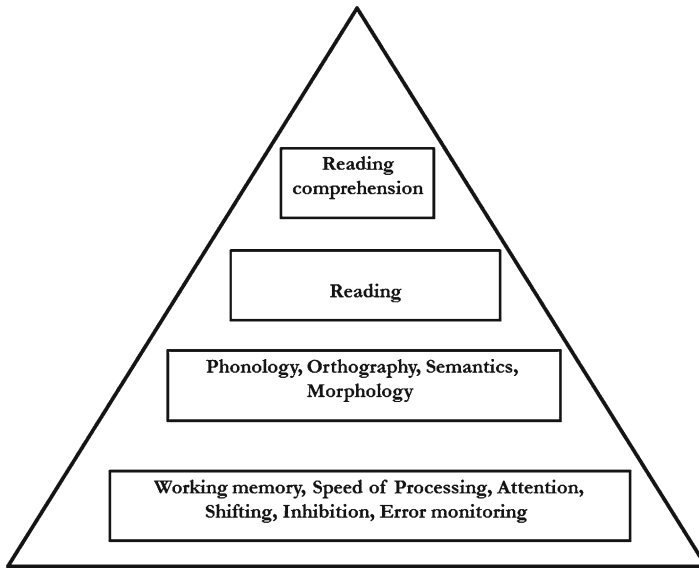 Reading
comprehension
Reading
Phonology, Orthography, Semantics,
Morphology
Working memory, Speed of Processing, Attention,
Shifting, Inhibition, Error monitoring